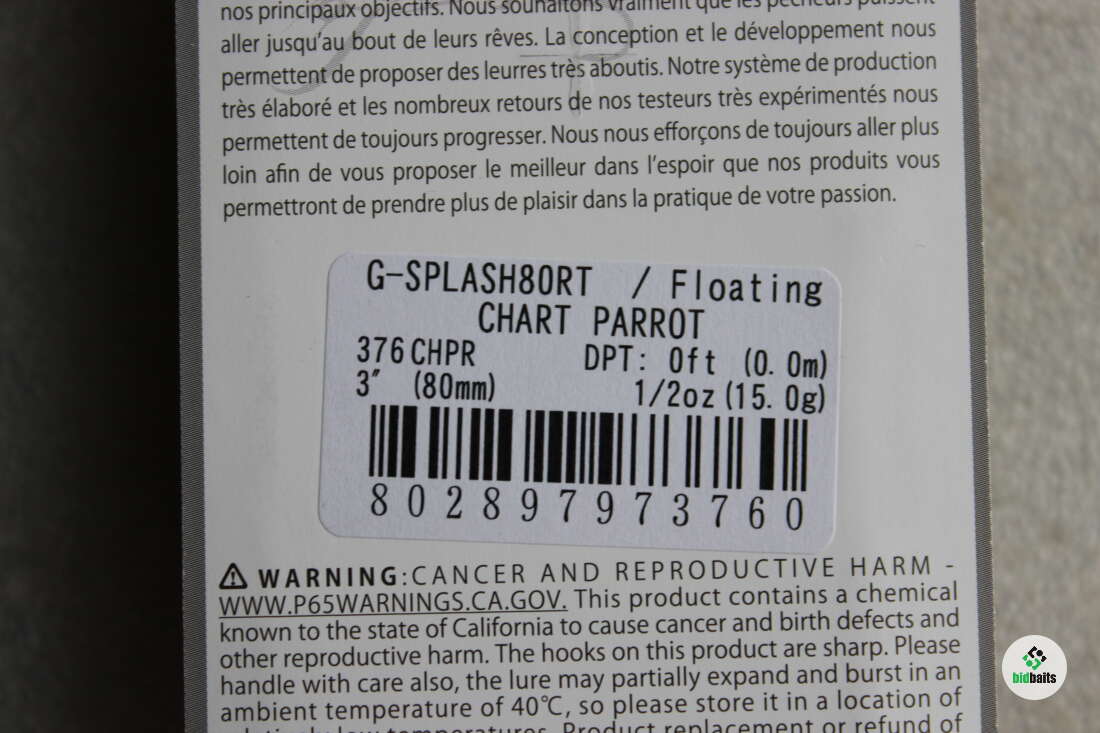 nos principaux objectifs. Nous souhaitons vraiment que les pêcheurs puissent
aller jusqu'au bout de leurs rêves. La conception et le développement nous
permettent de proposer des leurres très aboutis. Notre système de production
très élaboré et les nombreux retours de nos testeurs très expérimentés nous
permettent de toujours progresser. Nous nous efforçons de toujours aller plus
loin afin de vous proposer le meilleur dans l'espoir que nos produits vous
permettront de prendre plus de plaisir dans la pratique de votre passion.
G-SPLASH80RT / Floating
CHART PARROT
376 CHPR DPT: 0ft (0.0m)
3" (80mm) 1/2oz (15.0g)
802897973760
⚠ WARNING:CANCER AND REPRODUCTIVE HARM -
WWW.P65WARNINGS.CA.GOV. This product contains a chemical
known to the state of California to cause cancer and birth defects and
other reproductive harm. The hooks on this product are sharp. Please
handle with care also, the lure may partially expand and burst in an
ambient temperature of 40℃, so please store it in a location of
low temperatures. Product replacement or refund of
bidbaits